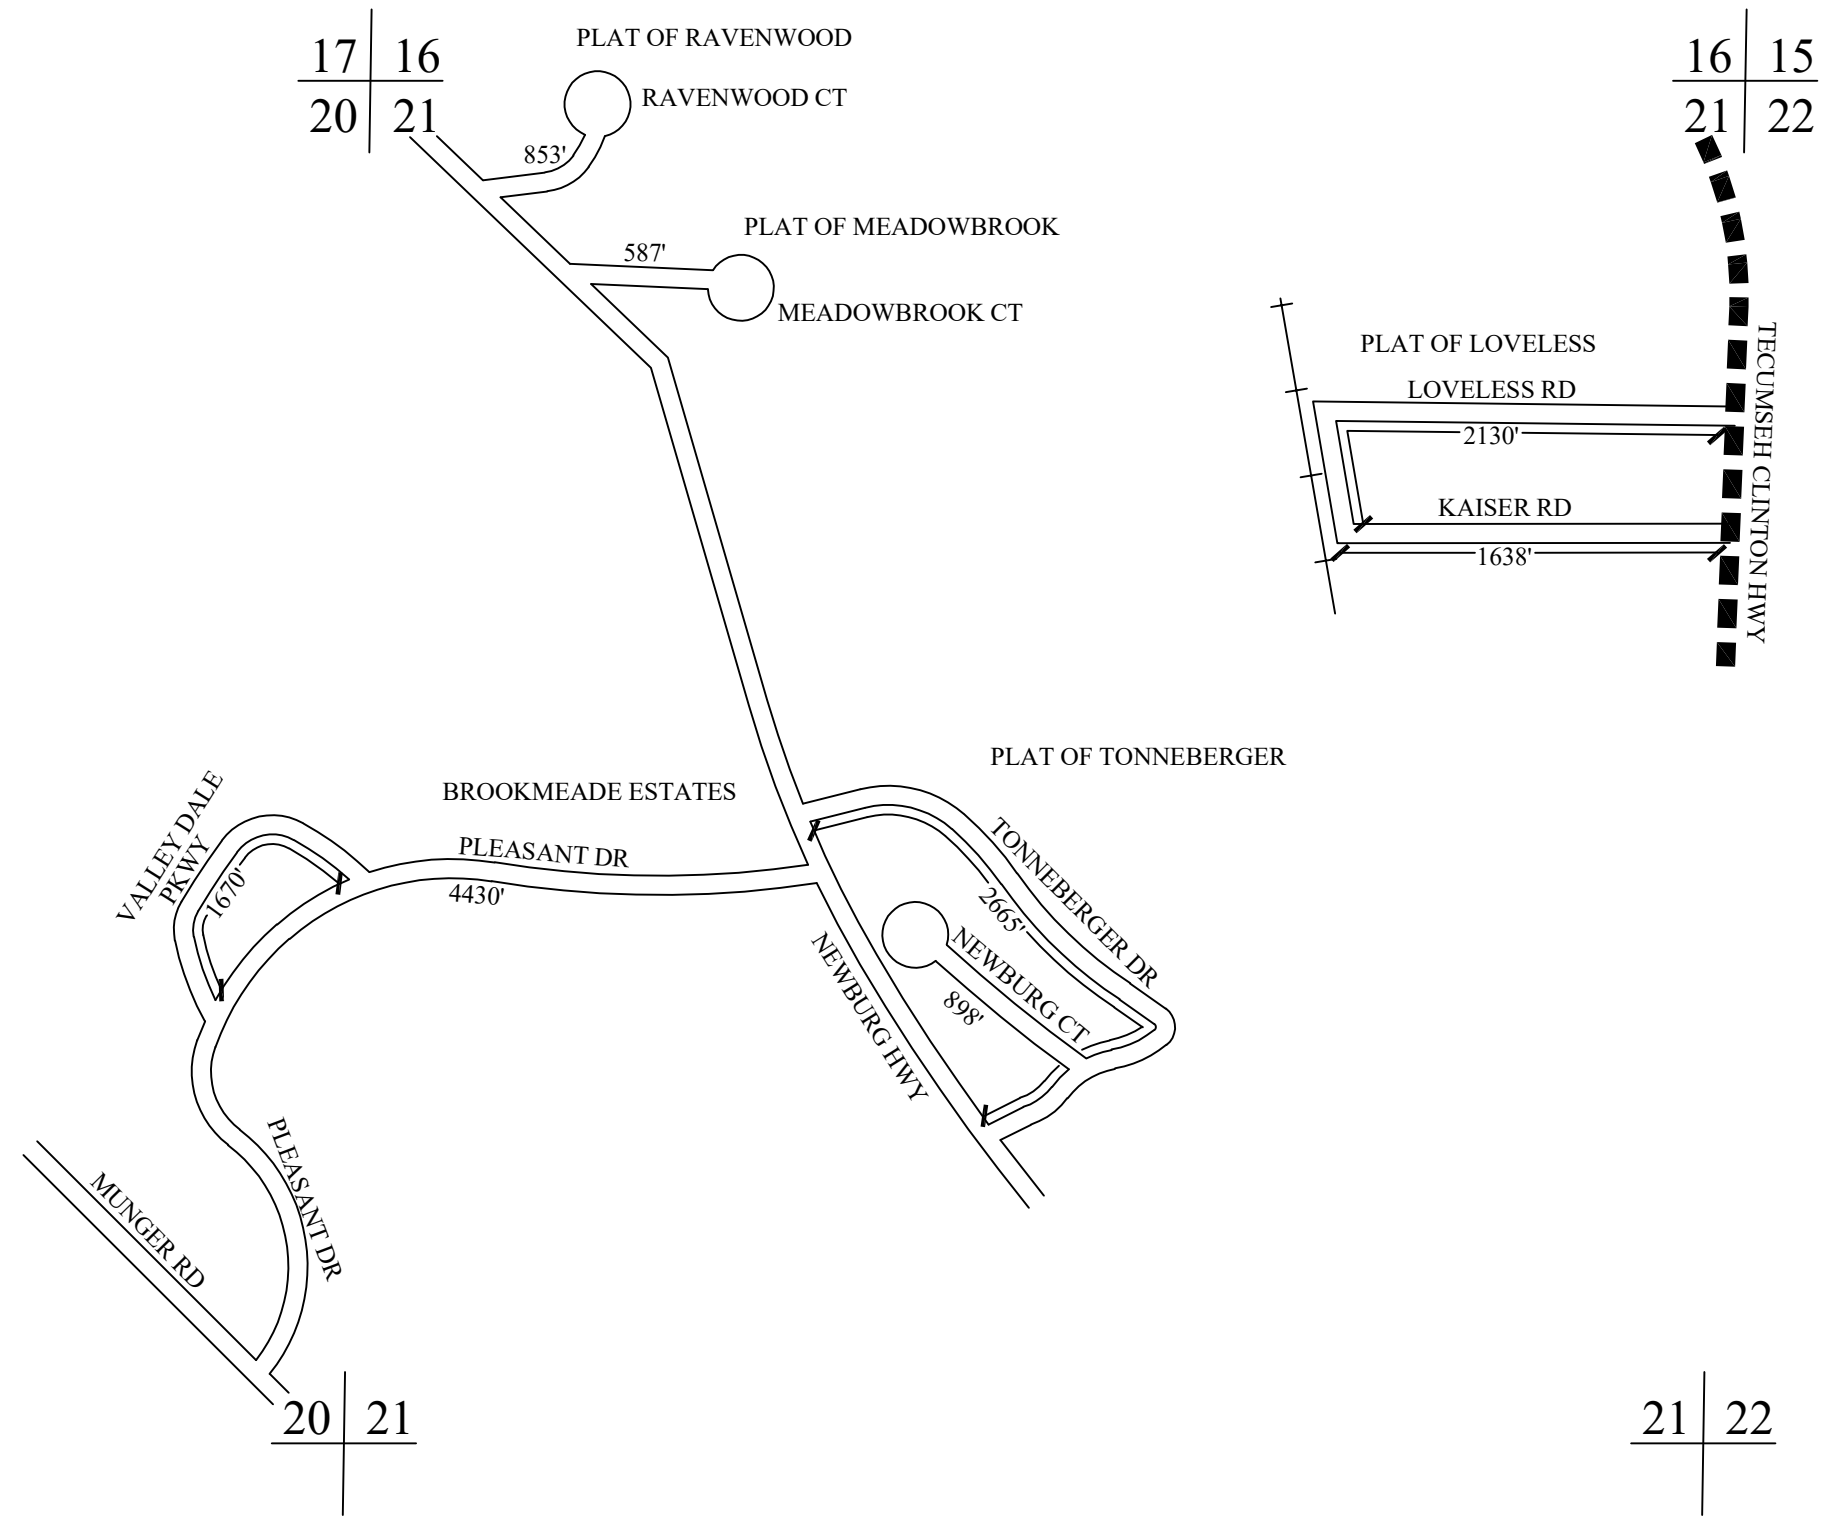 PLAT OF RAVENWOOD
17 16
16 15
RAVENWOOD CT
20 21
21 22
853'
PLAT OF MEADOWBROOK
587'
MEADOWBROOK CT
PLAT OF LOVELESS
LOVELESS RD
2130'
TECUMSEH CLINTON HWY
KAISER RD
1638'
PLAT OF TONNEBERGER
BROOKMEADE ESTATES
VALLEY DALE
PKWY
1670'
PLEASANT DR
4430'
TONNEBERGER DR
2665'
NEWBURG CT
898'
NEWBURG HWY
PLEASANT DR
MUNGER RD
20 21
21 22